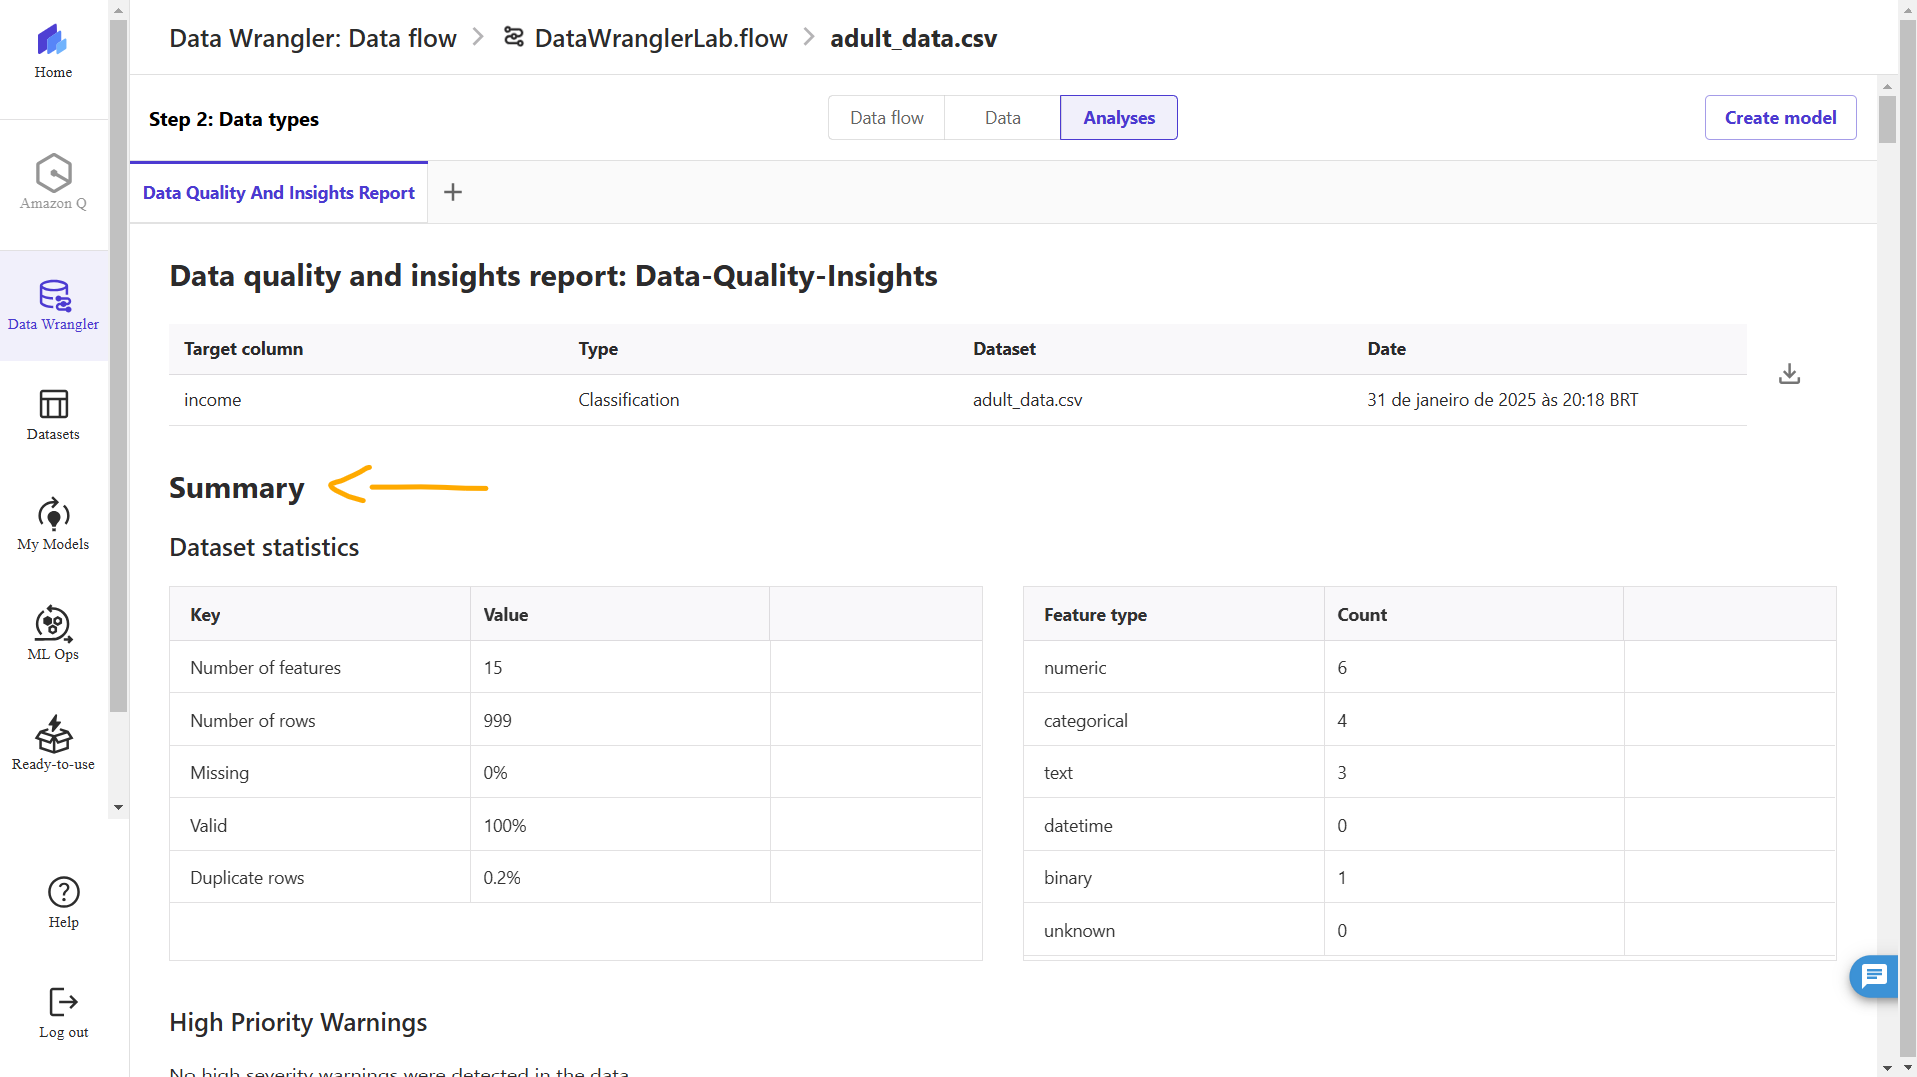 Home
Amazon Q
Data Wrangler
Datasets
My Models
ML Ops
Ready-to-use
Help
Log out
Data Wrangler: Data flow > DataWranglerLab.flow > adult_data.csv
Step 2: Data types
Data flow Data Analyses
Create model
Data Quality And Insights Report +
Data quality and insights report: Data-Quality-Insights
Target column Type Dataset Date
income Classification adult_data.csv 31 de janeiro de 2025 às 20:18 BRT
Summary
Dataset statistics
Key Value
Number of features 15
Number of rows 999
Missing 0%
Valid 100%
Duplicate rows 0.2%
Feature type Count
numeric 6
categorical 4
text 3
datetime 0
binary 1
unknown 0
High Priority Warnings
No high severity warnings were detected in the data